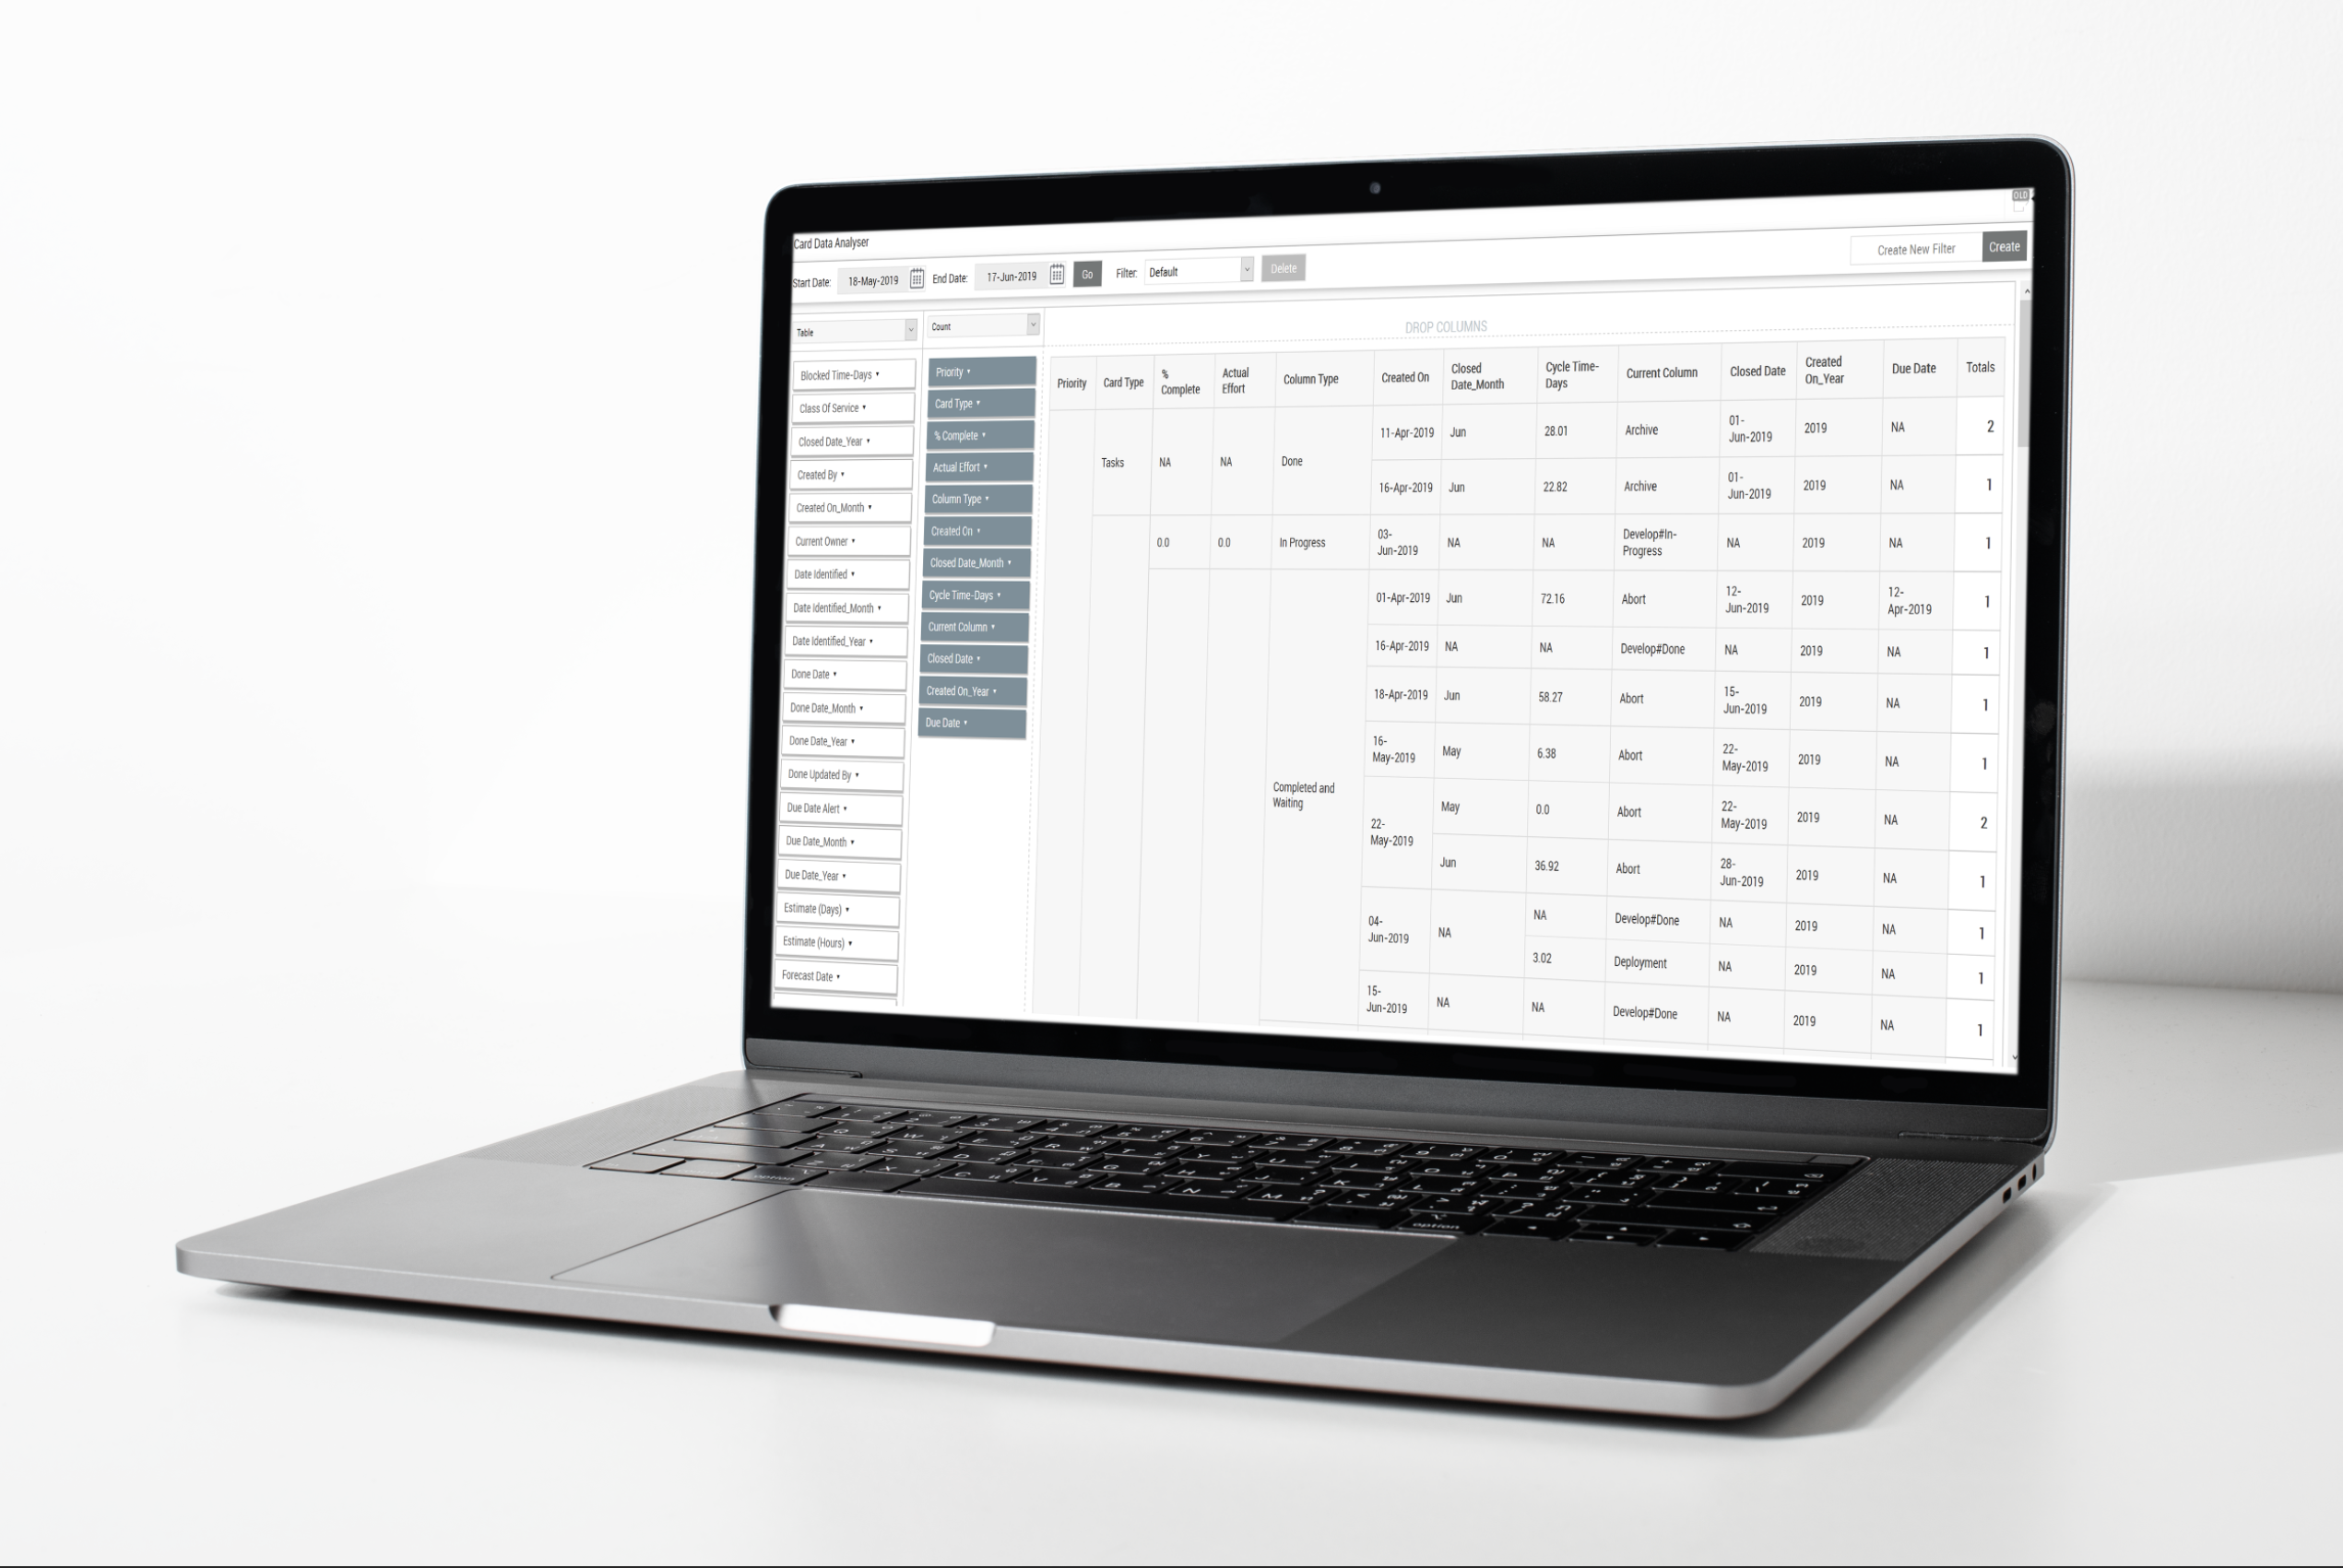 OLD
Card Data Analyser
Create New Filter Create
Start Date: 18-May-2019 End Date: 17-Jun-2019 Go Filter: Default Delete
Table
Count
DROP COLUMNS
Blocked Time-Days
Class Of Service
Closed Date_Year
Created By
Created On_Month
Current Owner
Date Identified
Date Identified_Month
Date Identified_Year
Done Date
Done Date_Month
Done Date_Year
Done Updated By
Due Date Alert
Due Date_Month
Due Date_Year
Estimate (Days)
Estimate (Hours)
Forecast Date
Priority
Card Type
% Complete
Actual Effort
Column Type
Created On
Closed Date_Month
Cycle Time-Days
Current Column
Closed Date
Created On_Year
Due Date
Priority Card Type % Complete Actual Effort Column Type Created On Closed Date_Month Cycle Time-Days Current Column Closed Date Created On_Year Due Date Totals
Tasks NA NA Done 11-Apr-2019 Jun 28.01 Archive 01-Jun-2019 2019 NA 2
16-Apr-2019 Jun 22.82 Archive 01-Jun-2019 2019 NA 1
0.0 0.0 In Progress 03-Jun-2019 NA NA Develop#In-Progress NA 2019 NA 1
Completed and Waiting 01-Apr-2019 Jun 72.16 Abort 12-Jun-2019 2019 12-Apr-2019 1
16-Apr-2019 NA NA Develop#Done NA 2019 NA 1
18-Apr-2019 Jun 58.27 Abort 15-Jun-2019 2019 NA 1
16-May-2019 May 6.38 Abort 22-May-2019 2019 NA 1
22-May-2019 May 0.0 Abort 22-May-2019 2019 NA 2
Jun 36.92 Abort 28-Jun-2019 2019 NA 1
04-Jun-2019 NA NA Develop#Done NA 2019 NA 1
3.02 Deployment NA 2019 NA 1
15-Jun-2019 NA NA Develop#Done NA 2019 NA 1
option
option